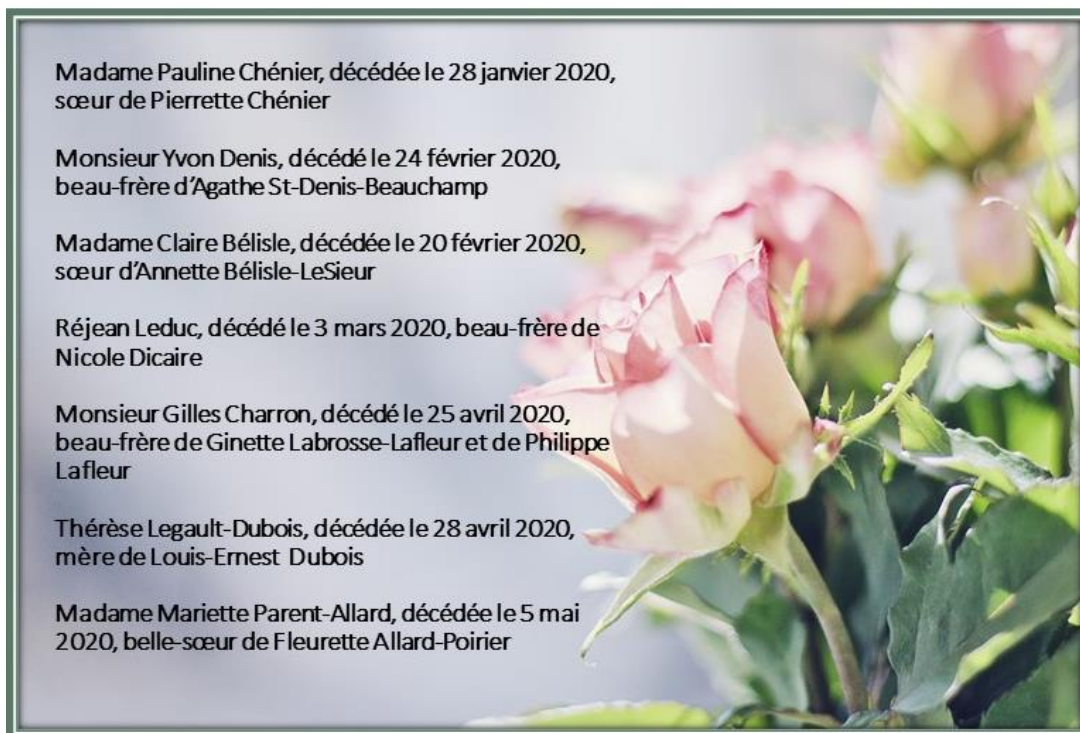 Madame Pauline Chénier, décédée le 28 janvier 2020,
sœur de Pierrette Chénier
Monsieur Yvon Denis, décédé le 24 février 2020,
beau-frère d’Agathe St-Denis-Beauchamp
Madame Claire Bélisle, décédée le 20 février 2020,
sœur d’Annette Bélisle-LeSieur
Réjean Leduc, décédé le 3 mars 2020, beau-frère de
Nicole Dicaire
Monsieur Gilles Charron, décédé le 25 avril 2020,
beau-frère de Ginette Labrosse-Lafleur et de Philippe
Lafleur
Thérèse Legault-Dubois, décédée le 28 avril 2020,
mère de Louis-Ernest Dubois
Madame Mariette Parent-Allard, décédée le 5 mai
2020, belle-sœur de Fleurette Allard-Poirier